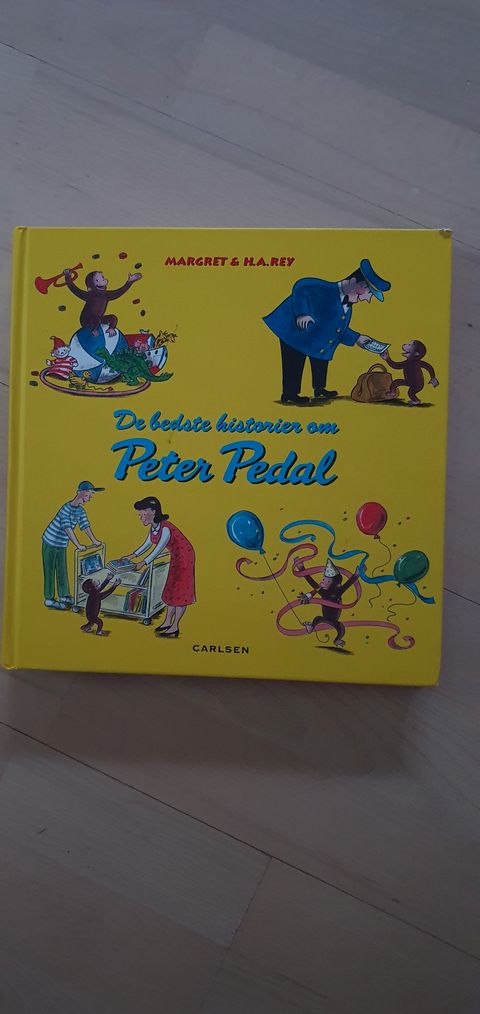 MARGRET & H.A.REY
De bedste historier om
Peter Pedal
CARLSEN